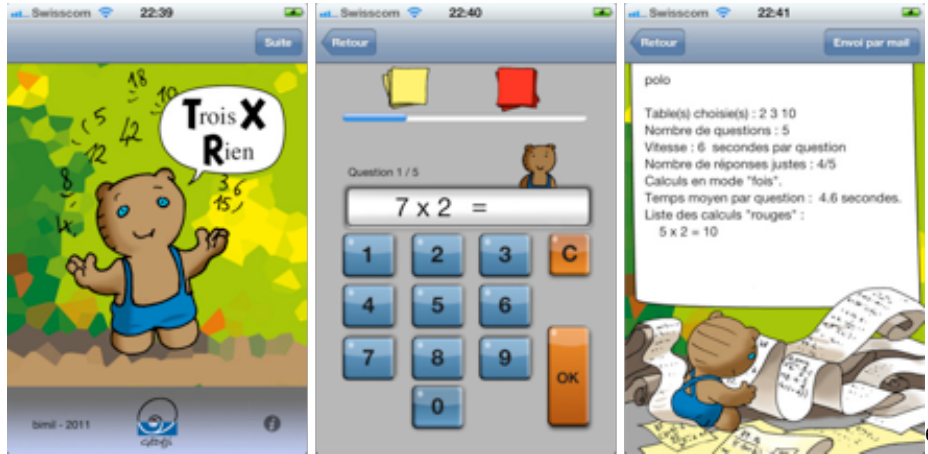 Swisscom 22:39
Suite
18
10
5
42
12
8
36
15
4x
Trois X
Rien
bimil - 2011
Swisscom 22:40
Retour
Question 1 / 5
7 x 2 =
1 2 3 C
4 5 6
7 8 9
OK
0
Swisscom 22:41
Retour Envoi par mail
polo
Table(s) choisie(s) : 2 3 10
Nombre de questions : 5
Vitesse : 6 secondes par question
Nombre de réponses justes : 4/5
Calculs en mode "fois".
Temps moyen par question : 4.6 secondes.
Liste des calculs "rouges" :
5 x 2 = 10